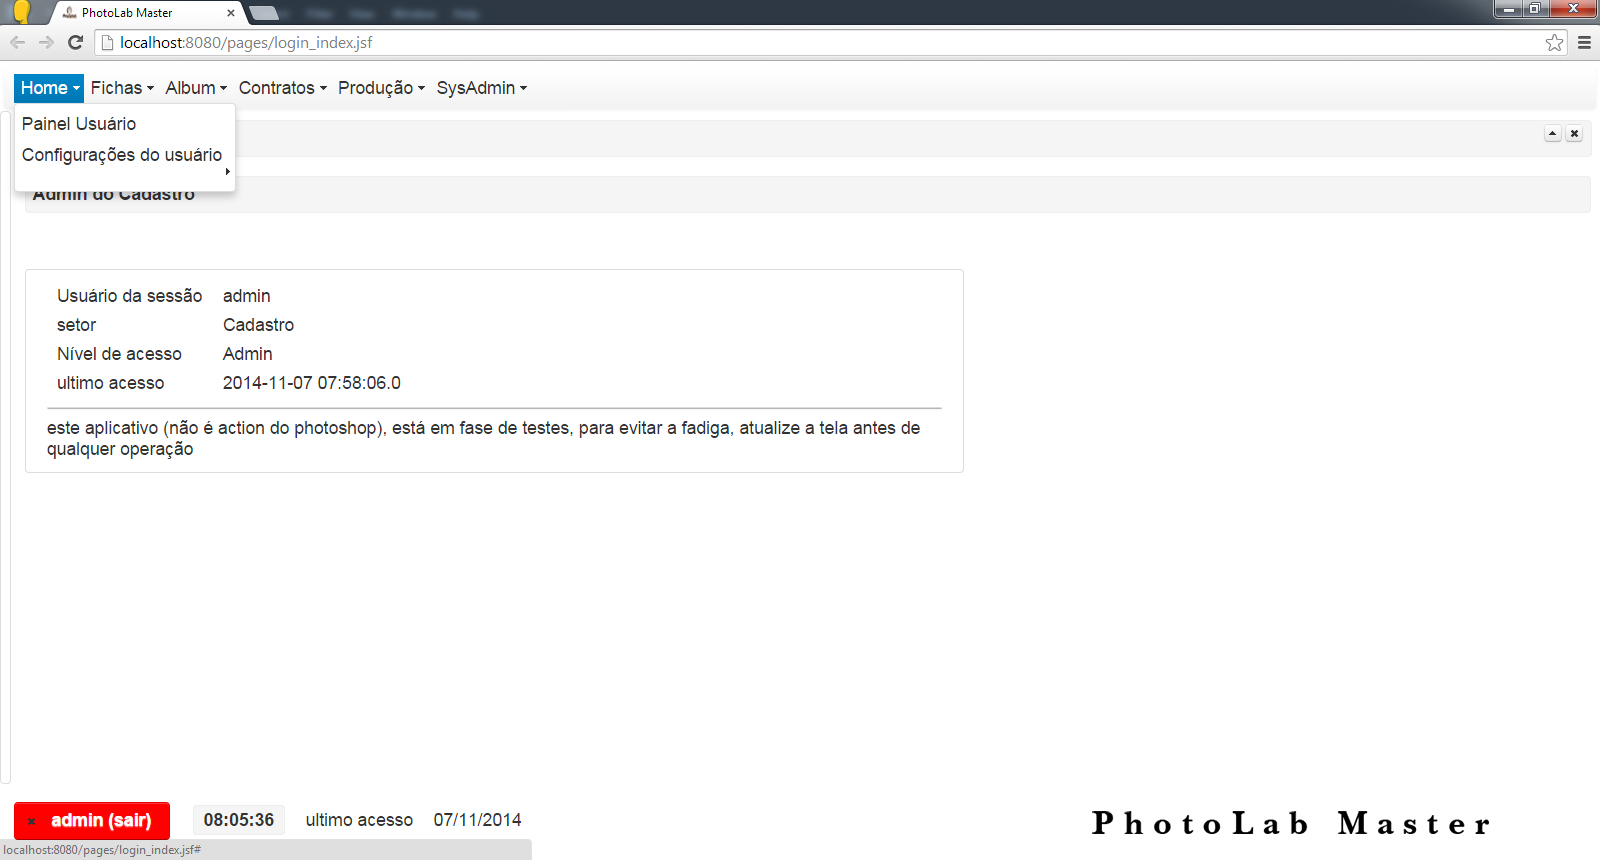 PhotoLab Master
localhost:8080/pages/login_index.jsf
Home Fichas Album Contratos Produção SysAdmin
Painel Usuário
Configurações do usuário
Admin do Cadastro
Usuário da sessão admin
setor Cadastro
Nível de acesso Admin
ultimo acesso 2014-11-07 07:58:06.0
este aplicativo (não é action do photoshop), está em fase de testes, para evitar a fadiga, atualize a tela antes de
qualquer operação
admin (sair) 08:05:36 ultimo acesso 07/11/2014 PhotoLab Master
localhost:8080/pages/login_index.jsf#